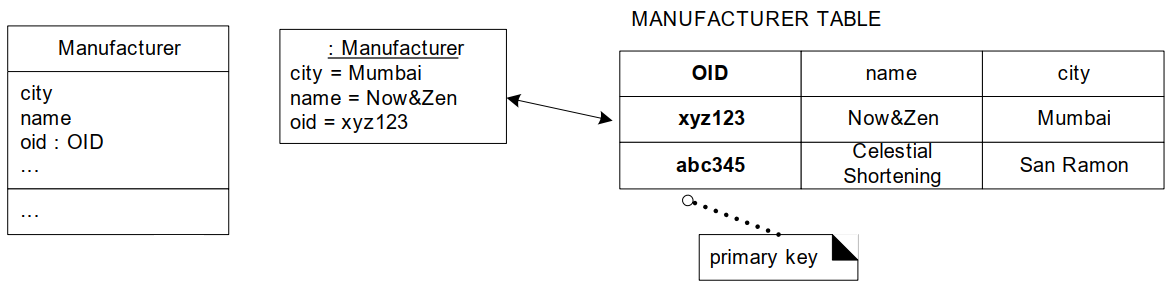 Manufacturer
city
name
oid : OID
...
...
: Manufacturer
city = Mumbai
name = Now&Zen
oid = xyz123
MANUFACTURER TABLE
OID name city
xyz123 Now&Zen Mumbai
abc345 Celestial Shortening San Ramon
primary key